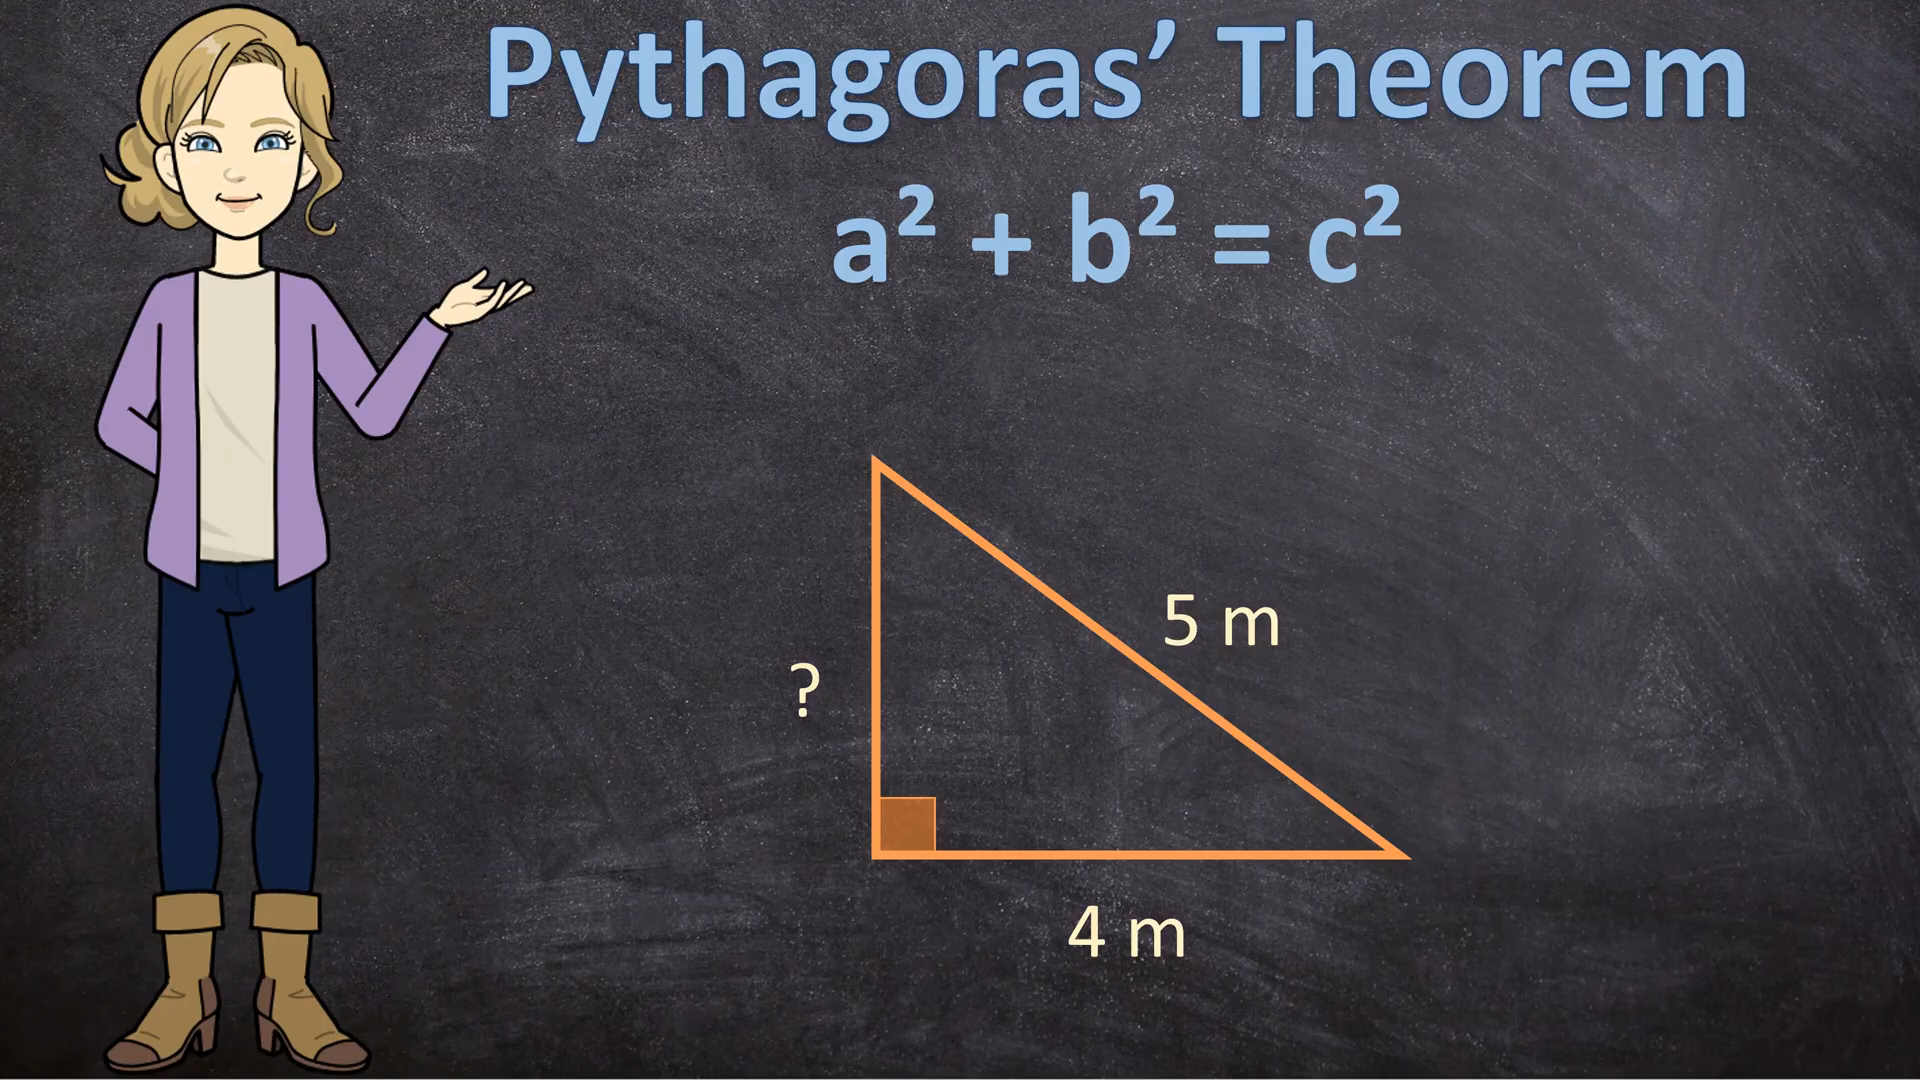 Pythagoras’ Theorem
a² + b² = c²
5 m
?
4 m